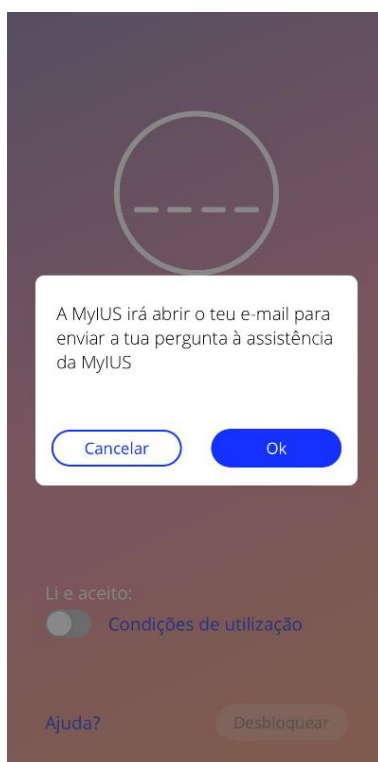 A MyIUS irá abrir o teu e-mail para
enviar a tua pergunta à assistência
da MyIUS
Cancelar
Ok
Li e aceito:
Condições de utilização
Ajuda?
Desbloquear